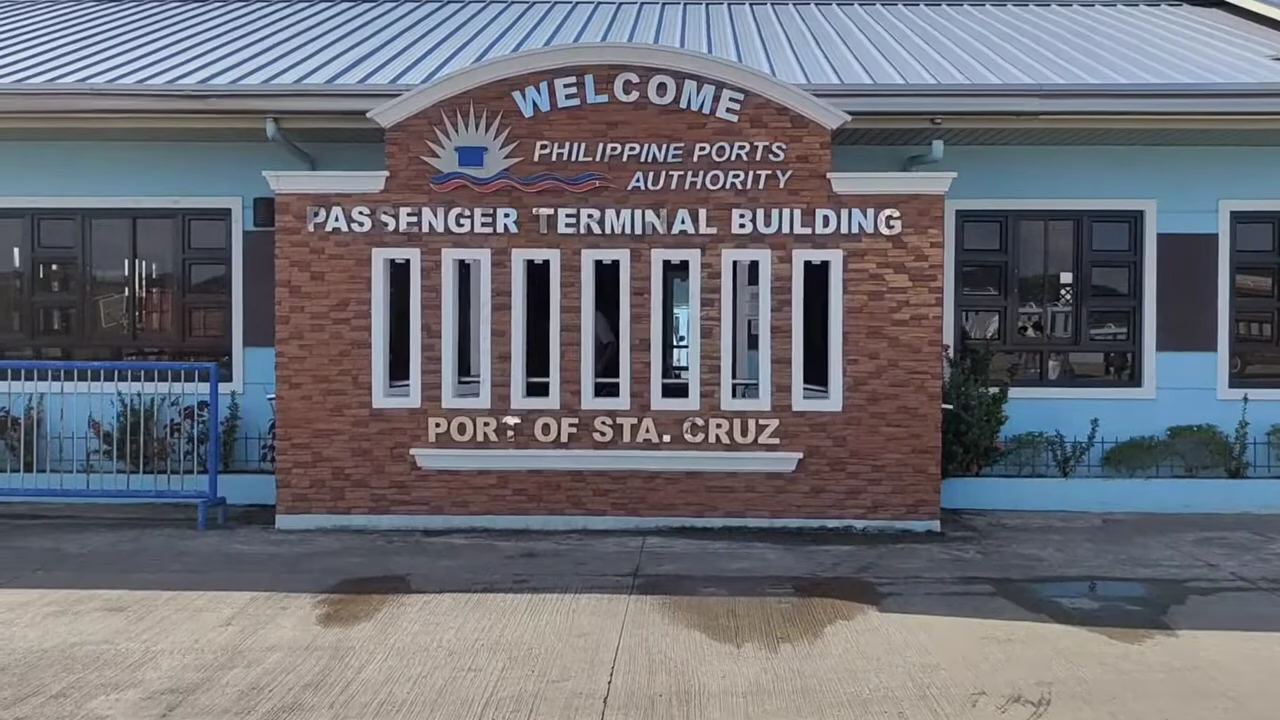 WELCOME
PHILIPPINE PORTS
AUTHORITY
PASSENGER TERMINAL BUILDING
PORT OF STA. CRUZ